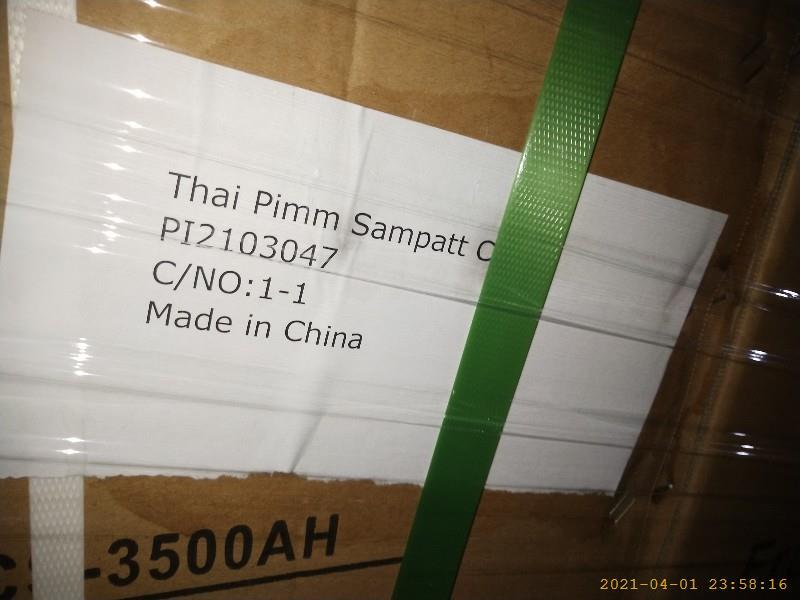 Thai Pimm Sampatt C
PI2103047
C/NO:1-1
Made in China
-3500AH
2021-04-01 23:58:16